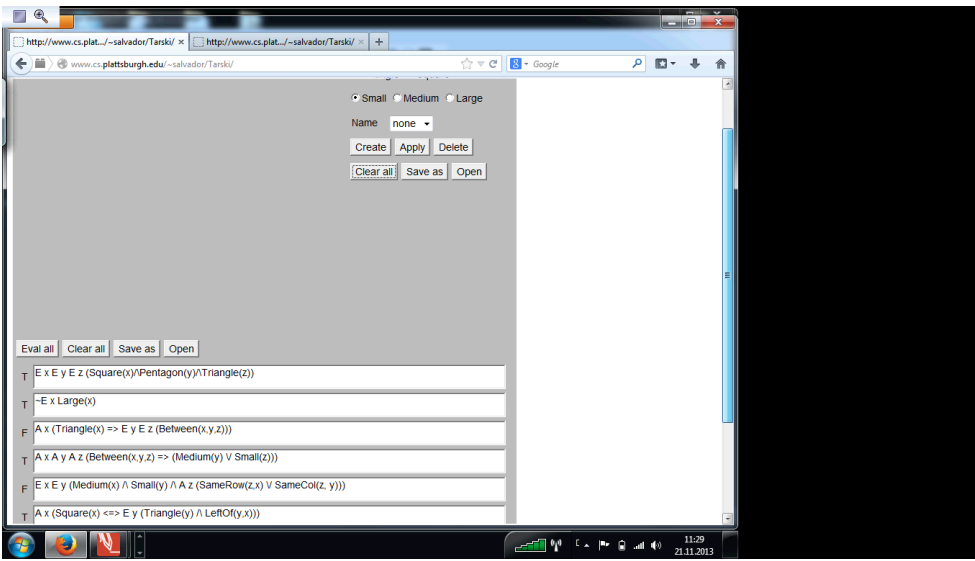 http://www.cs.plat.../~salvador/Tarski/ × http://www.cs.plat.../~salvador/Tarski/ × +
www.cs.plattsburgh.edu/~salvador/Tarski/ Google
Small Medium Large
Name none
Create Apply Delete
Clear all Save as Open
Eval all Clear all Save as Open
T E x E y E z (Square(x)/\Pentagon(y)/\Triangle(z))
T ~E x Large(x)
F A x (Triangle(x) => E y E z (Between(x,y,z)))
T A x A y A z (Between(x,y,z) => (Medium(y) \/ Small(z)))
F E x E y (Medium(x) /\ Small(y) /\ A z (SameRow(z,x) \/ SameCol(z, y)))
T A x (Square(x) <=> E y (Triangle(y) /\ LeftOf(y,x)))
11:29
21.11.2013